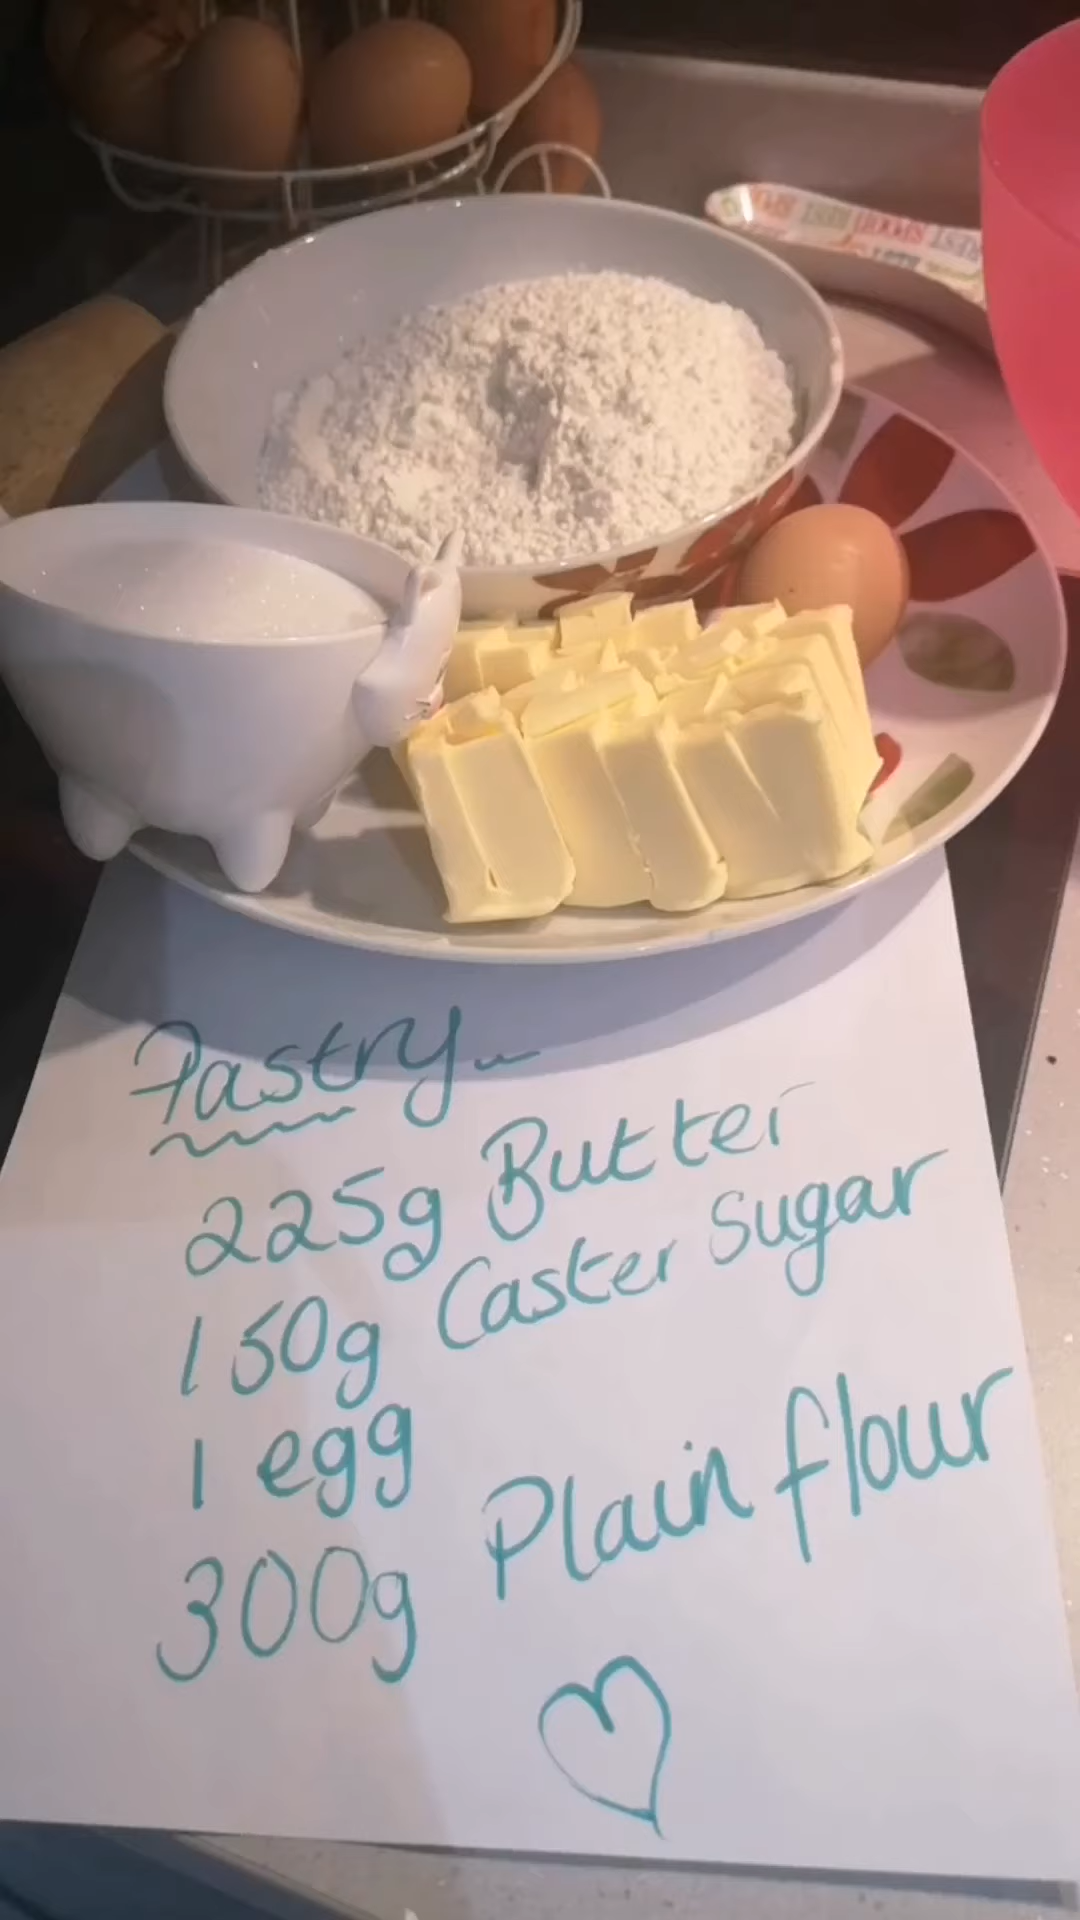 Pastry
225g Butter
150g Caster Sugar
1 egg
300g Plain flour